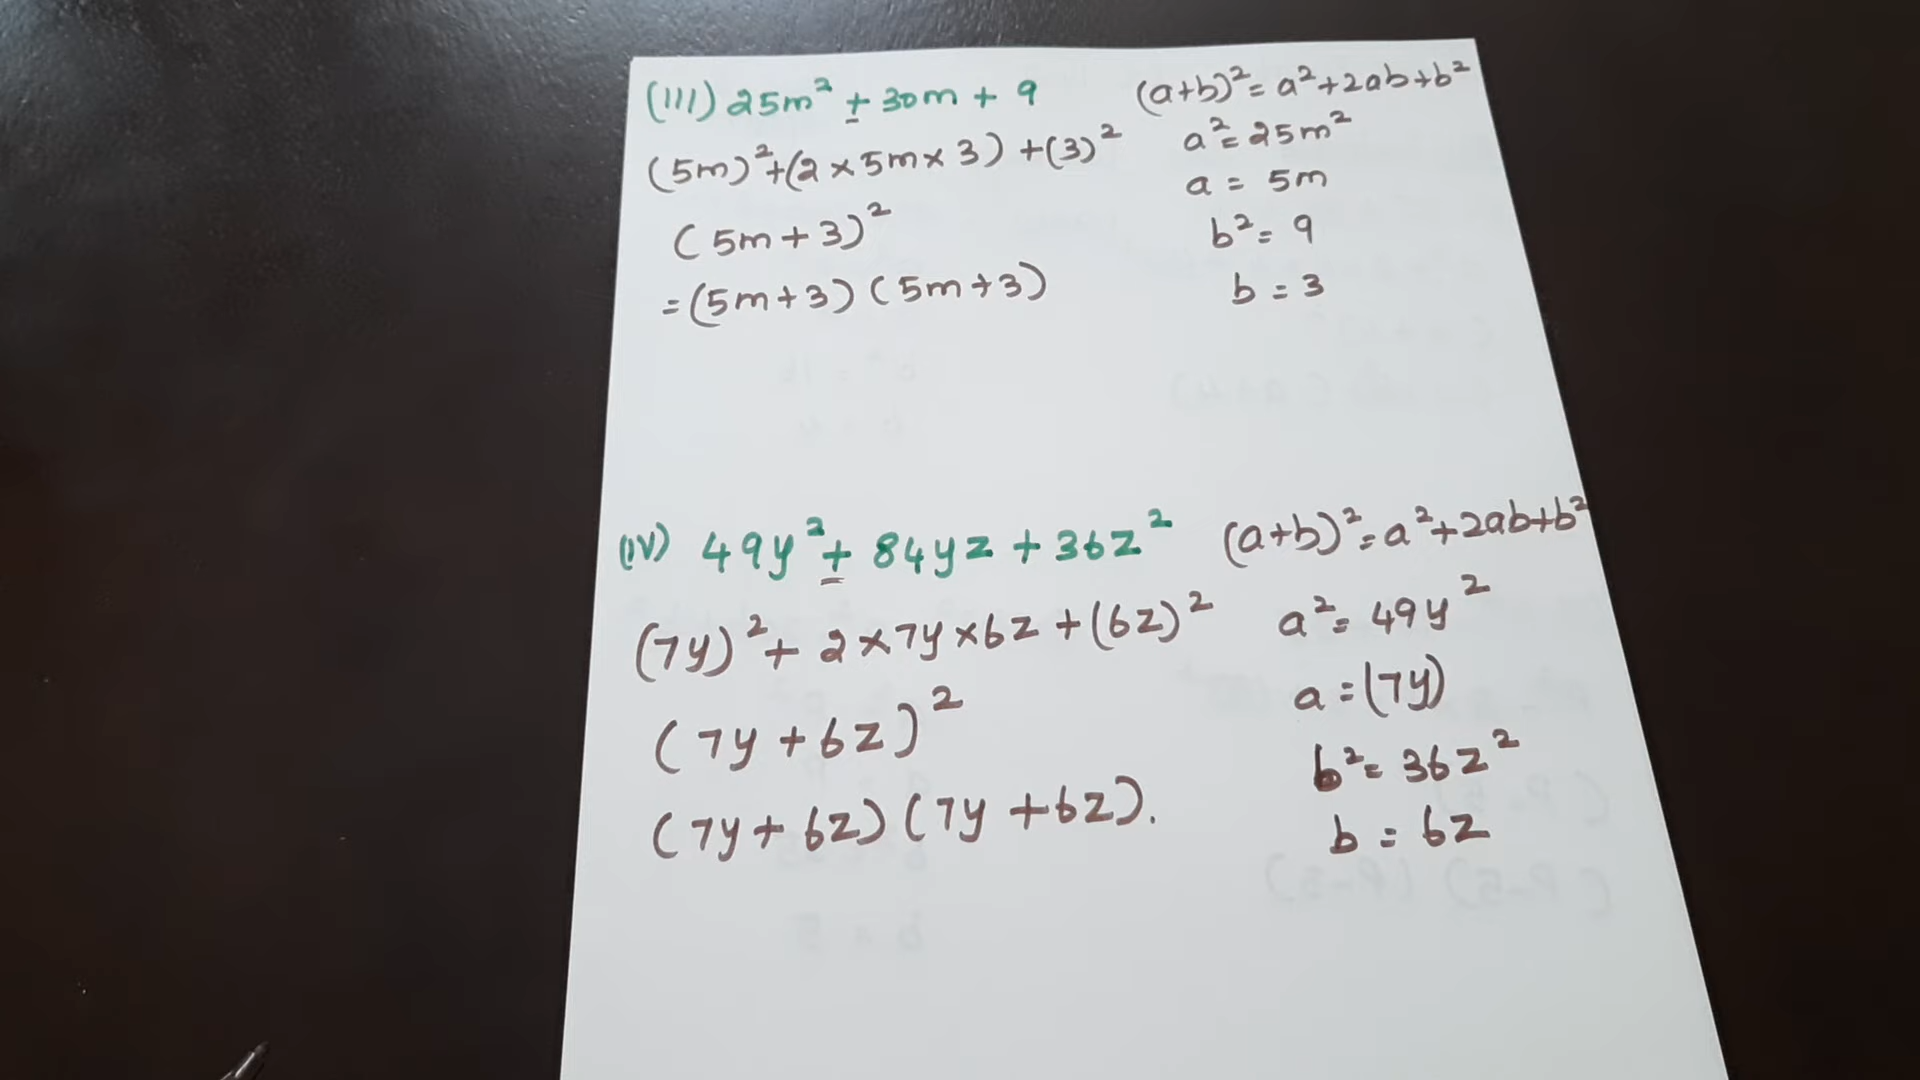 (iii) 25m² + 30m + 9
(a+b)² = a²+2ab+b²
(5m)²+(2×5m×3) +(3)²
a² = 25m²
a = 5m
(5m+3)²
b² = 9
=(5m+3)(5m+3)
b = 3
(iv) 49y² + 84yz + 36z²
(a+b)² = a²+2ab+b²
(7y)² + 2×7y×6z +(6z)²
a² = 49y²
a = (7y)
(7y+6z)²
b² = 36z²
(7y+6z)(7y+6z).
b = 6z